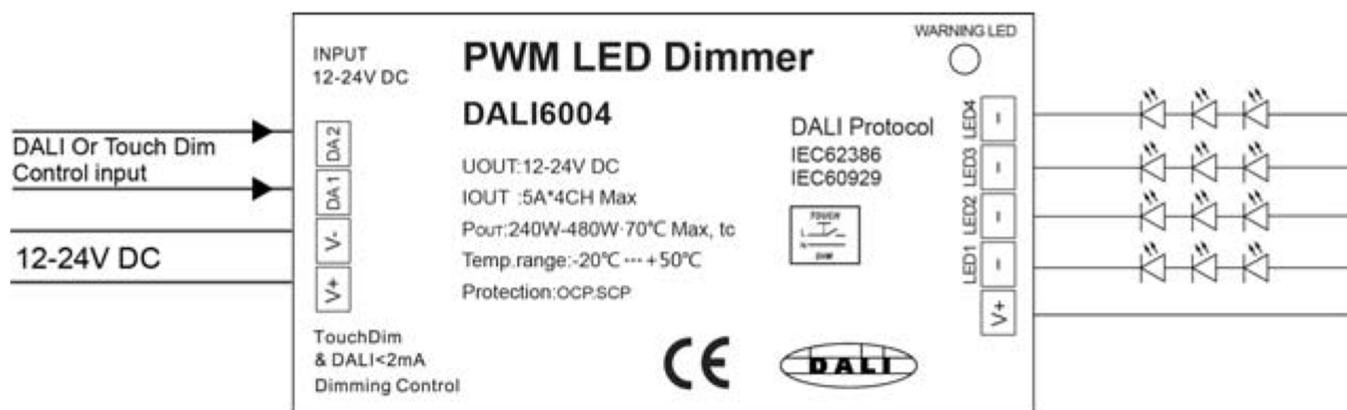 WARNING LED
INPUT
12-24V DC
PWM LED Dimmer
DALI6004
DALI Protocol
IEC62386
IEC60929
UOUT:12-24V DC
IOUT :5A*4CH Max
POUT:240W-480W·70℃ Max, tc
Temp.range:-20℃ ··· +50℃
Protection:OCP.SCP
DALI Or Touch Dim
Control input
12-24V DC
DA2
DA1
V-
V+
TOUCH
L
N
DIM
LED4
LED3
LED2
LED1
V+
−
−
−
−
TouchDim
& DALI<2mA
Dimming Control
CE
DALI